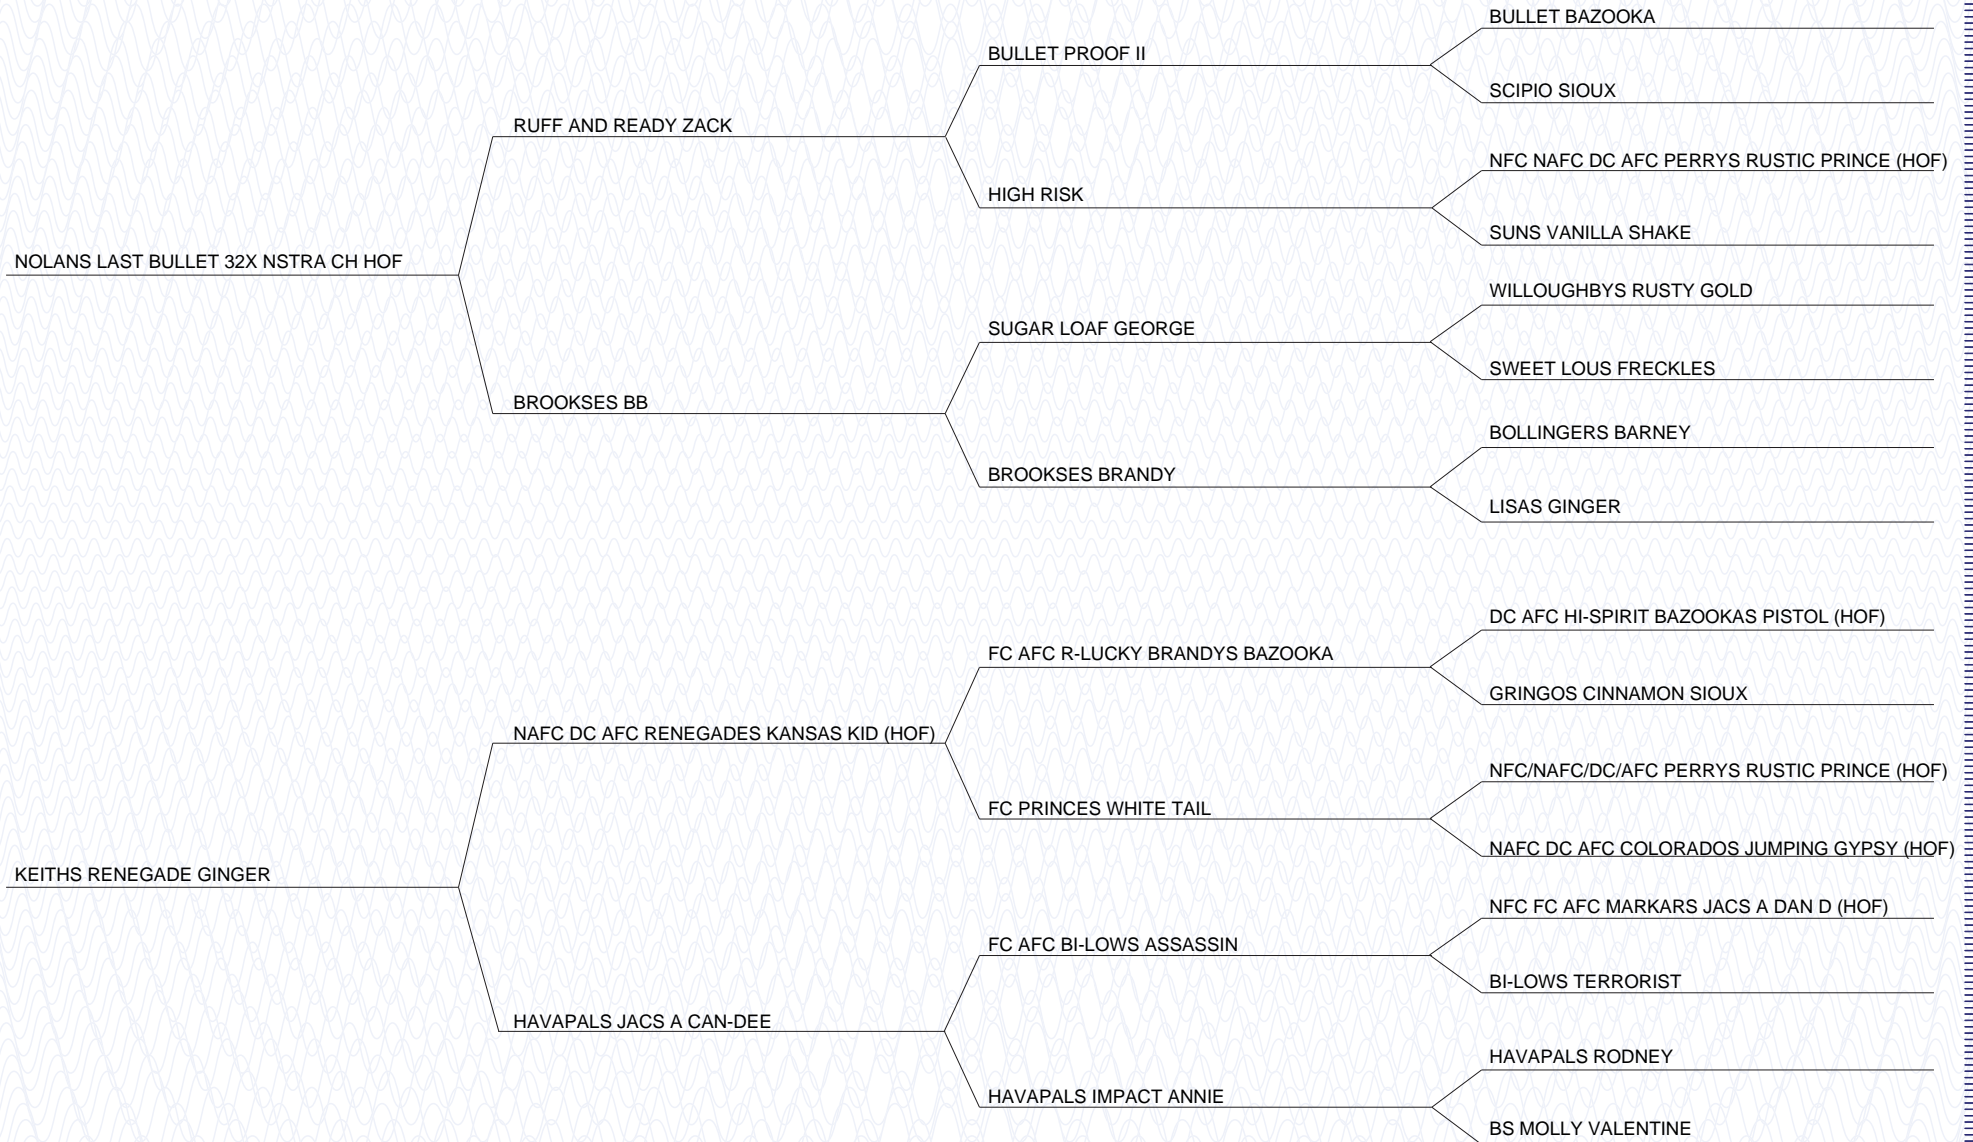 BULLET BAZOOKA
BULLET PROOF II
SCIPIO SIOUX
RUFF AND READY ZACK
NFC NAFC DC AFC PERRYS RUSTIC PRINCE (HOF)
HIGH RISK
SUNS VANILLA SHAKE
NOLANS LAST BULLET 32X NSTRA CH HOF
WILLOUGHBYS RUSTY GOLD
SUGAR LOAF GEORGE
SWEET LOUS FRECKLES
BROOKSES BB
BOLLINGERS BARNEY
BROOKSES BRANDY
LISAS GINGER
DC AFC HI-SPIRIT BAZOOKAS PISTOL (HOF)
FC AFC R-LUCKY BRANDYS BAZOOKA
GRINGOS CINNAMON SIOUX
NAFC DC AFC RENEGADES KANSAS KID (HOF)
NFC/NAFC/DC/AFC PERRYS RUSTIC PRINCE (HOF)
FC PRINCES WHITE TAIL
NAFC DC AFC COLORADOS JUMPING GYPSY (HOF)
KEITHS RENEGADE GINGER
NFC FC AFC MARKARS JACS A DAN D (HOF)
FC AFC BI-LOWS ASSASSIN
BI-LOWS TERRORIST
HAVAPALS JACS A CAN-DEE
HAVAPALS RODNEY
HAVAPALS IMPACT ANNIE
BS MOLLY VALENTINE